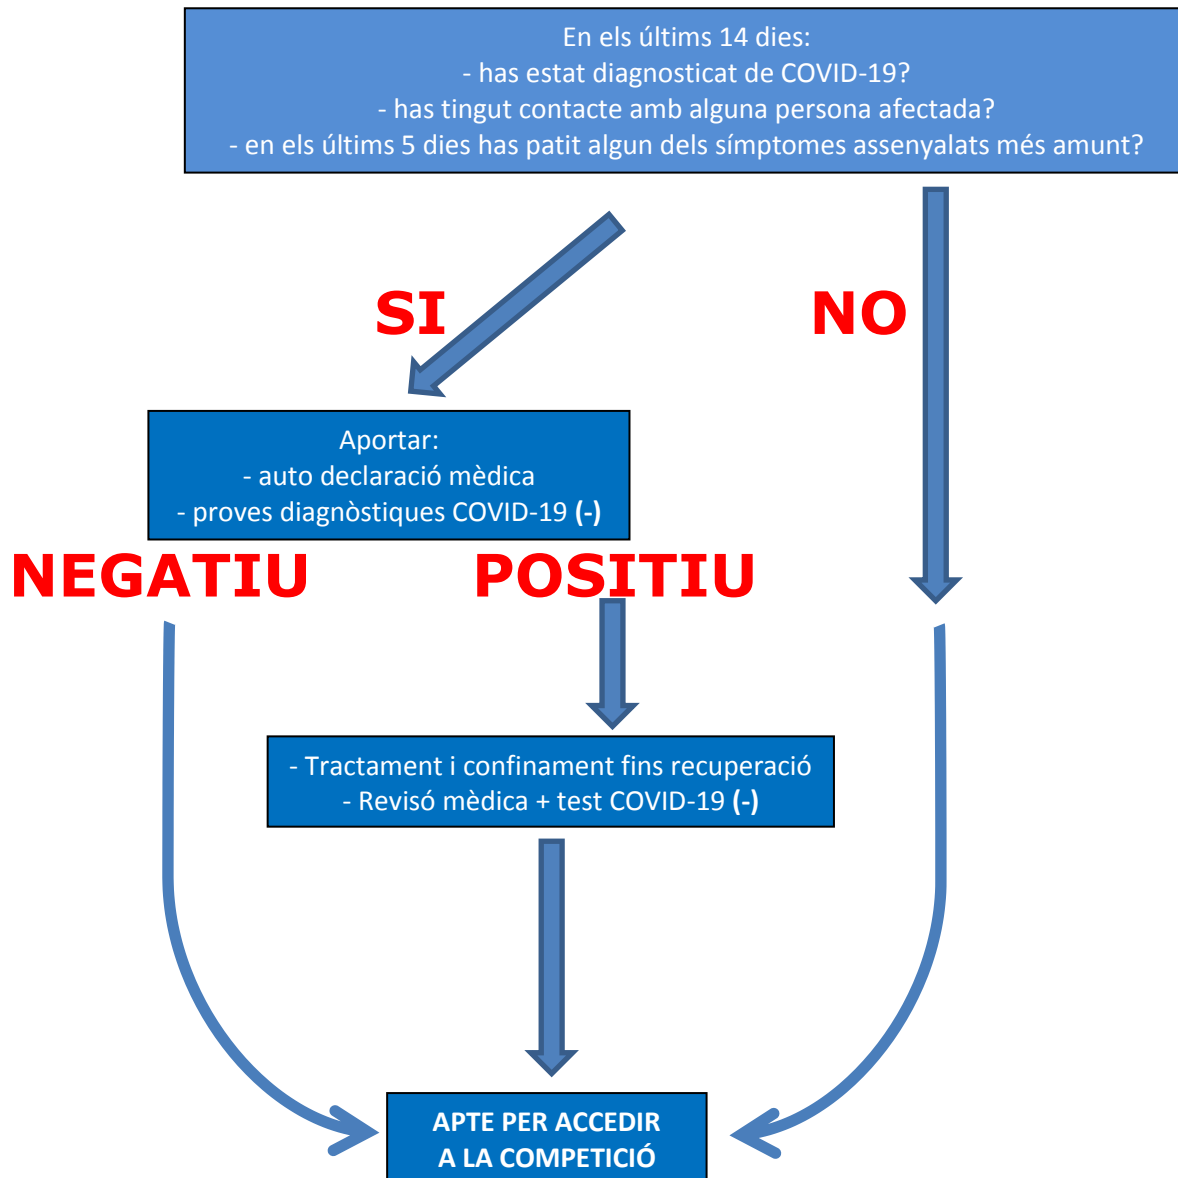 En els últims 14 dies:
- has estat diagnosticat de COVID-19?
- has tingut contacte amb alguna persona afectada?
- en els últims 5 dies has patit algun dels símptomes assenyalats més amunt?
SI
NO
Aportar:
- auto declaració mèdica
- proves diagnòstiques COVID-19 (-)
NEGATIU
POSITIU
- Tractament i confinament fins recuperació
- Revisó mèdica + test COVID-19 (-)
APTE PER ACCEDIR
A LA COMPETICIÓ